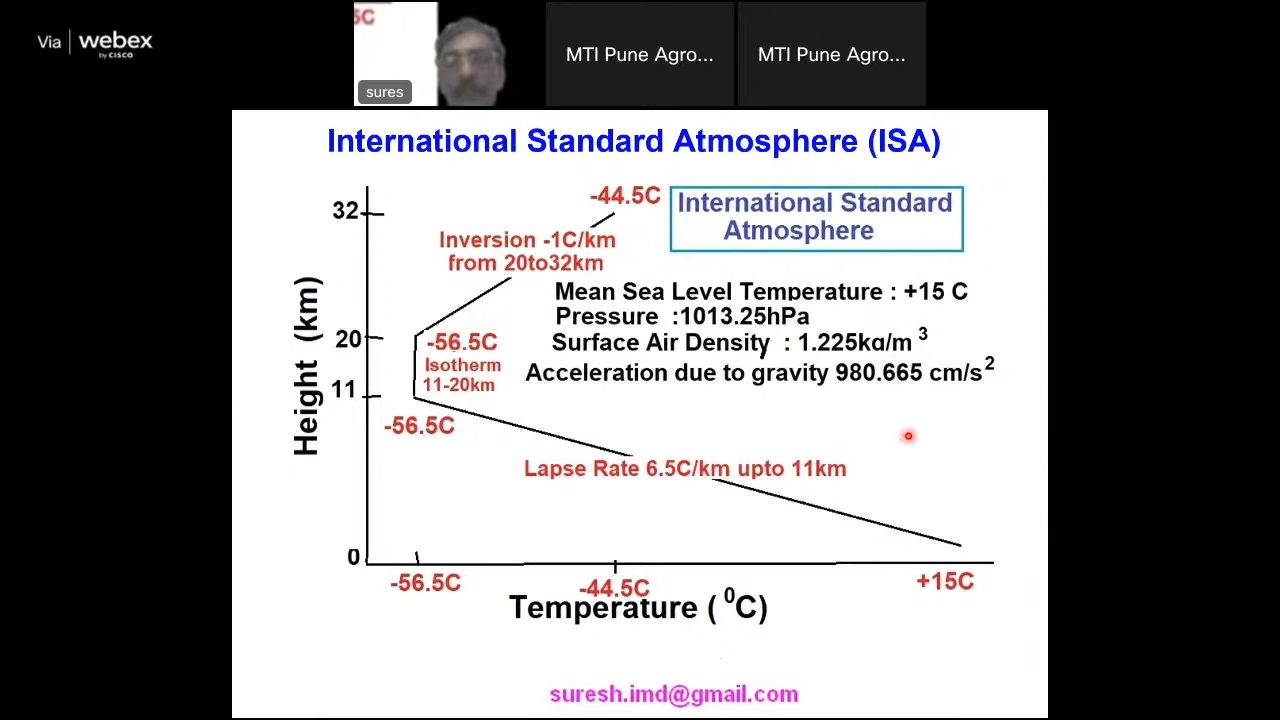 5C
Via | webex
by CISCO
sures
MTI Pune Agro...
MTI Pune Agro...
International Standard Atmosphere (ISA)
-44.5C
International Standard
Atmosphere
32
Inversion -1C/km
from 20to32km
Mean Sea Level Temperature : +15 C
Pressure :1013.25hPa
Surface Air Density : 1.225kg/m 3
Acceleration due to gravity 980.665 cm/s2
Height (km)
20
-56.5C
Isotherm
11-20km
11
-56.5C
Lapse Rate 6.5C/km upto 11km
0
-56.5C
-44.5C
+15C
Temperature ( 0C)
suresh.imd@gmail.com